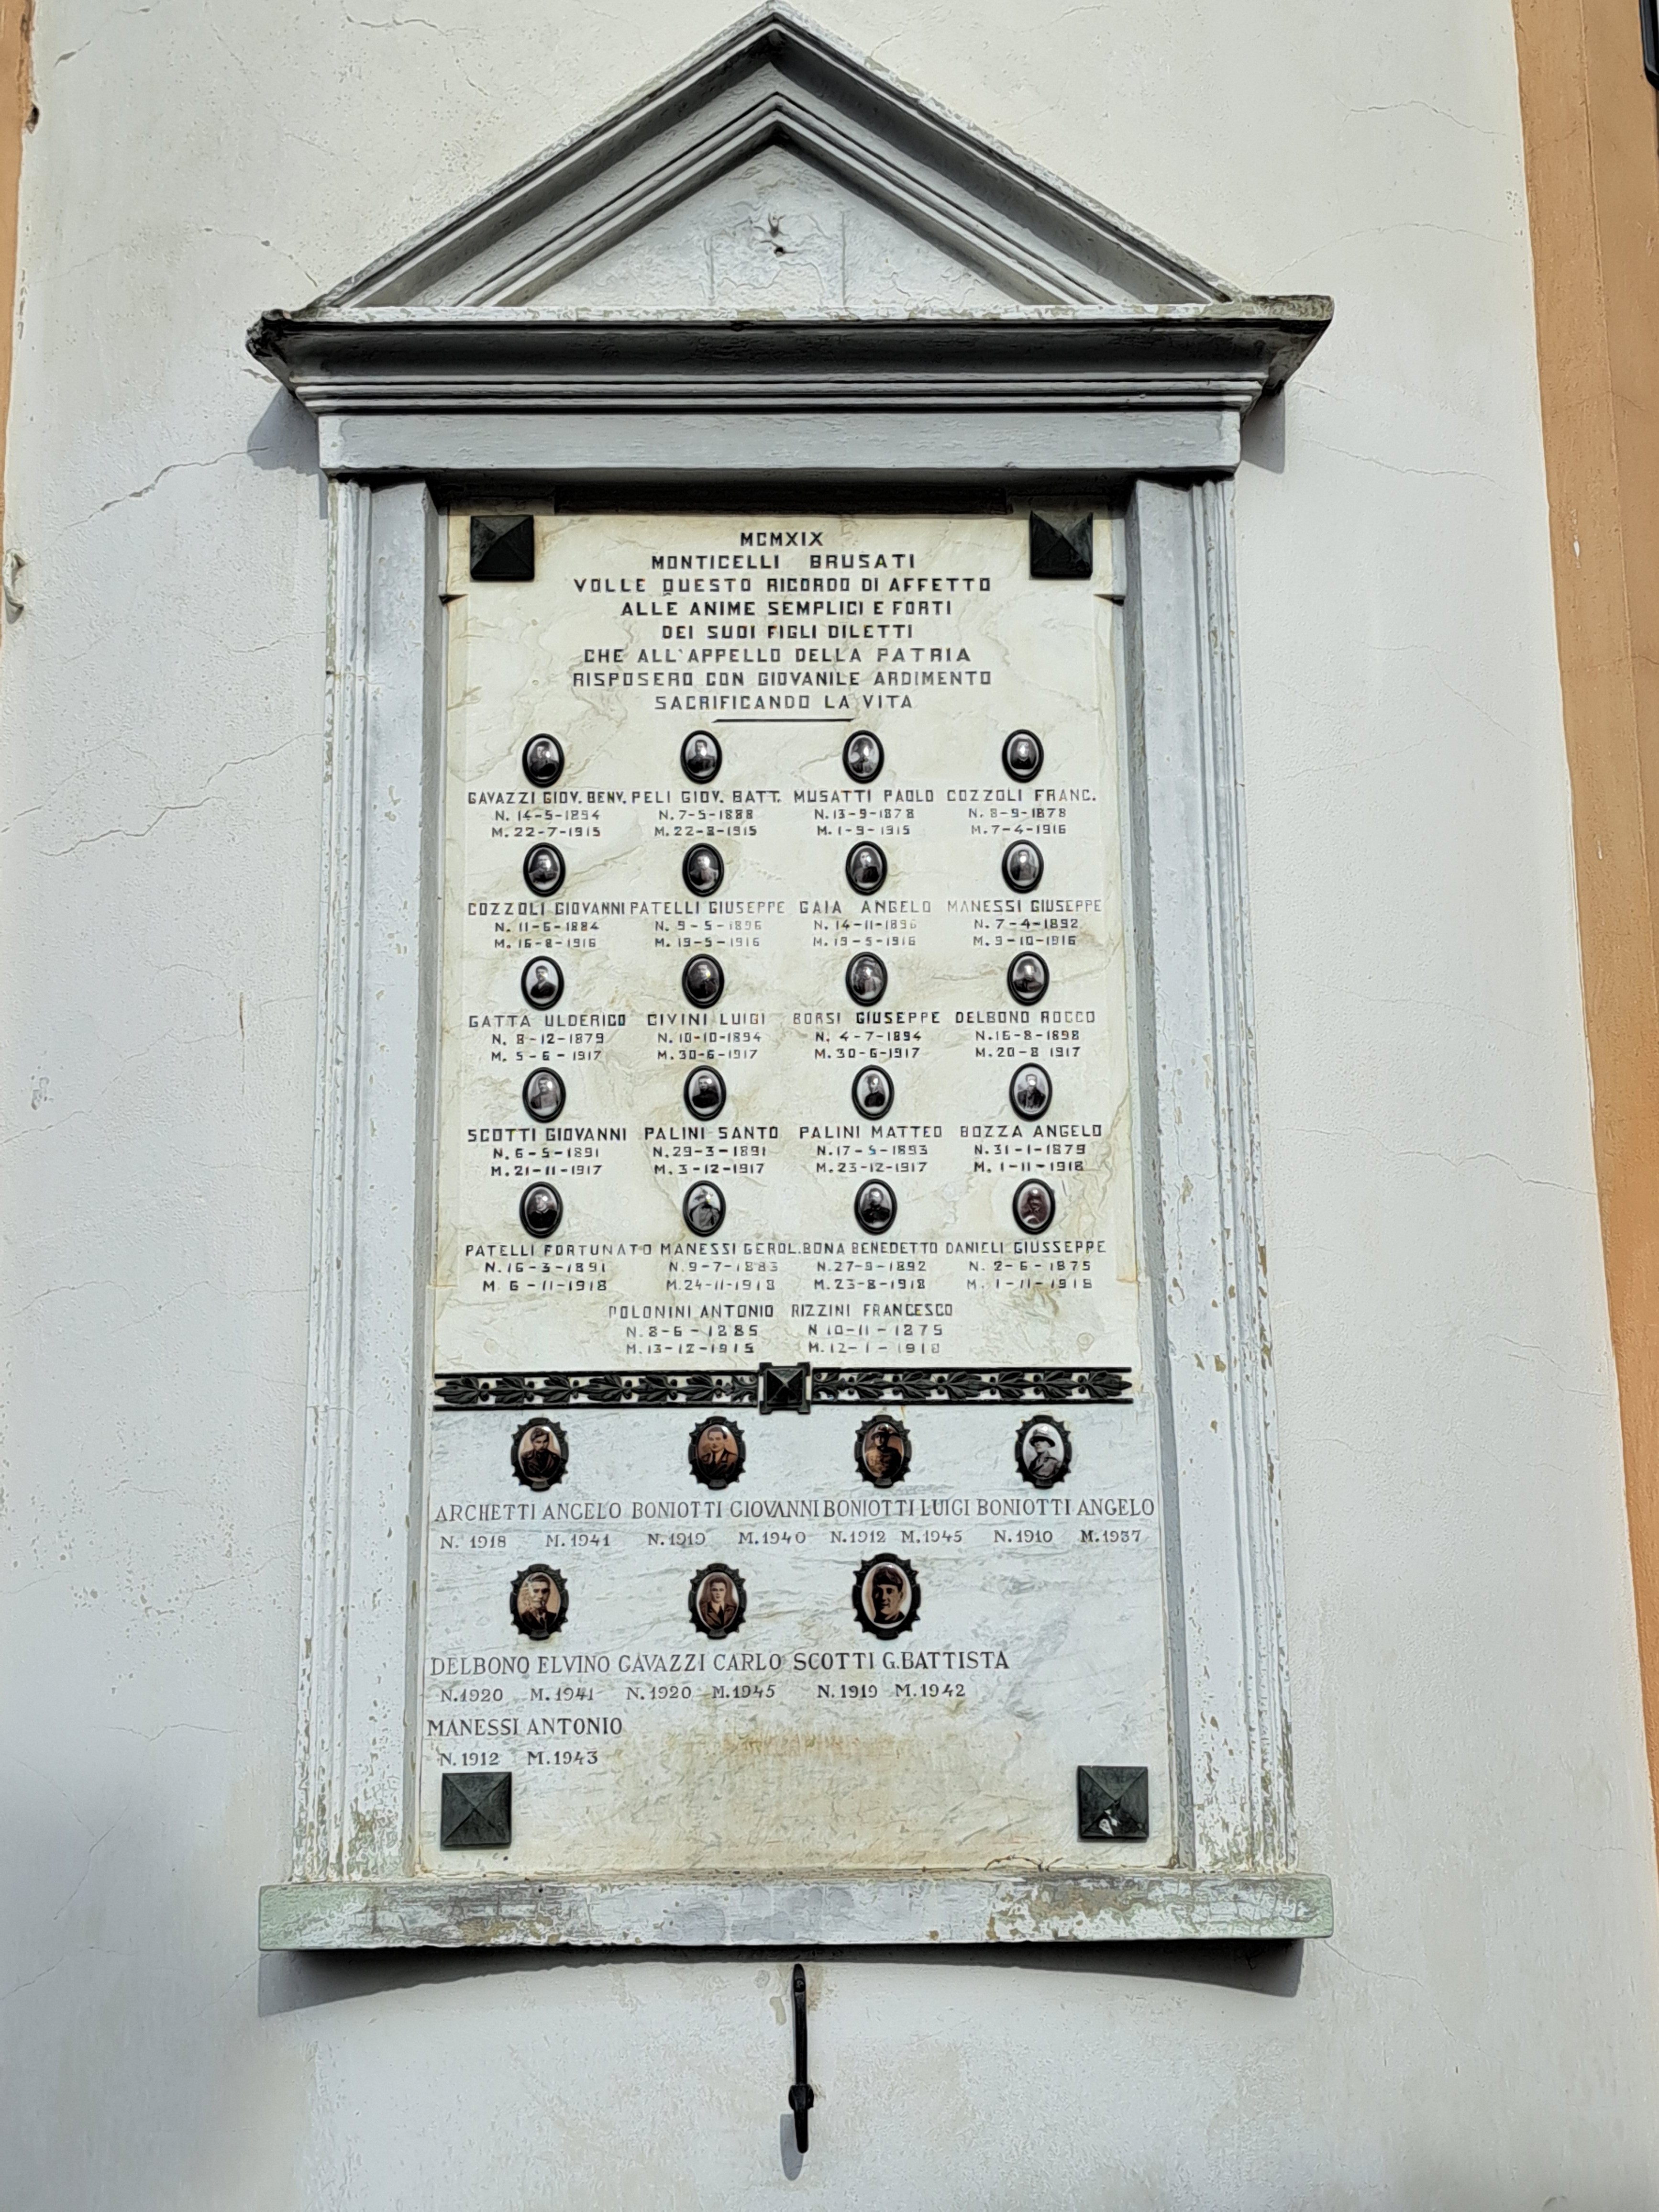 MCMXIX
MONTICELLI BRUSATI
VOLLE QUESTO RICORDO DI AFFETTO
ALLE ANIME SEMPLICI E FORTI
DEI SUOI FIGLI DILETTI
CHE ALL'APPELLO DELLA PATRIA
RISPOSERO CON GIOVANILE ARDIMENTO
SACRIFICANDO LA VITA
GAVAZZI GIOV. BENV. PELI GIOV. BATT. MUSATTI PAOLO COZZOLI FRANC.
N. 14-5-1894 N. 7-5-1888 N. 13-9-1878 N. 8-9-1878
M. 22-7-1915 M. 22-8-1915 M. 1-9-1915 M. 7-4-1916
COZZOLI GIOVANNI PATELLI GIUSEPPE GAIA ANGELO MANESSI GIUSEPPE
N. 11-6-1884 N. 9-5-1896 N. 14-11-1896 N. 7-4-1892
M. 16-8-1916 M. 19-5-1916 M. 19-5-1916 M. 9-10-1916
GATTA ULDERICO CIVINI LUIGI BORSI GIUSEPPE DELBONO ROCCO
N. 8-12-1879 N. 10-10-1894 N. 4-7-1894 N. 16-8-1898
M. 5-6-1917 M. 30-6-1917 M. 30-6-1917 M. 20-8 1917
SCOTTI GIOVANNI PALINI SANTO PALINI MATTEO BOZZA ANGELO
N. 6-5-1891 N. 29-3-1891 N. 17-5-1893 N. 31-1-1879
M. 21-11-1917 M. 3-12-1917 M. 23-12-1917 M. 1-11-1918
PATELLI FORTUNATO MANESSI GEROL. BONA BENEDETTO DANIELI GIUSSEPPE
N. 16-3-1891 N. 9-7-1883 N. 27-9-1892 N. 2-6-1875
M 6-11-1918 M. 24-11-1918 M. 23-8-1918 M. 1-11-1918
POLONINI ANTONIO RIZZINI FRANCESCO
N. 8-6-1285 N 10-11-1275
M. 13-12-1915 M. 12-1-1918
ARCHETTI ANGELO BONIOTTI GIOVANNI BONIOTTI LUIGI BONIOTTI ANGELO
N. 1918 M. 1941 N. 1919 M. 1940 N. 1912 M. 1945 N. 1910 M. 1937
DELBONO ELVINO GAVAZZI CARLO SCOTTI G. BATTISTA
N. 1920 M. 1941 N. 1920 M. 1945 N. 1919 M. 1942
MANESSI ANTONIO
N. 1912 M. 1943